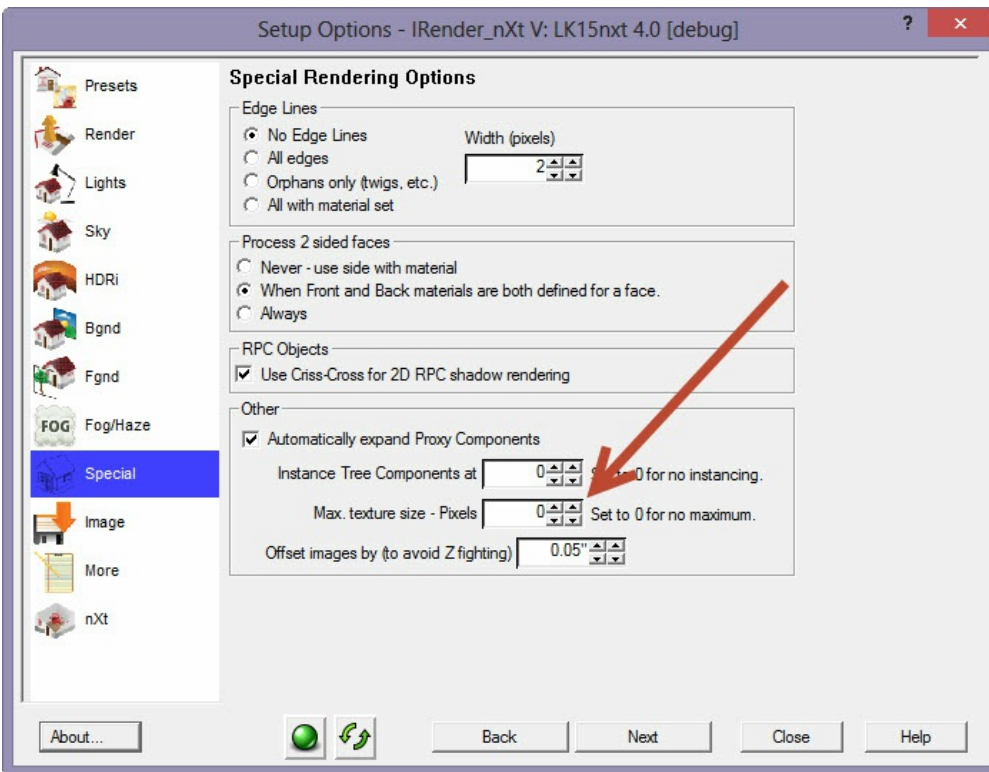 Setup Options - IRender_nXt V: LK15nxt 4.0 [debug]
?
Presets
Render
Lights
Sky
HDRi
Bgnd
Fgnd
FOG Fog/Haze
Special
Image
More
nXt
Special Rendering Options
Edge Lines
No Edge Lines
All edges
Orphans only (twigs, etc.)
All with material set
Width (pixels)
2
Process 2 sided faces
Never - use side with material
When Front and Back materials are both defined for a face.
Always
RPC Objects
Use Criss-Cross for 2D RPC shadow rendering
Other
Automatically expand Proxy Components
Instance Tree Components at 0 to 0 for no instancing.
Max. texture size - Pixels 0 Set to 0 for no maximum.
Offset images by (to avoid Z fighting) 0.05"
About... Back Next Close Help